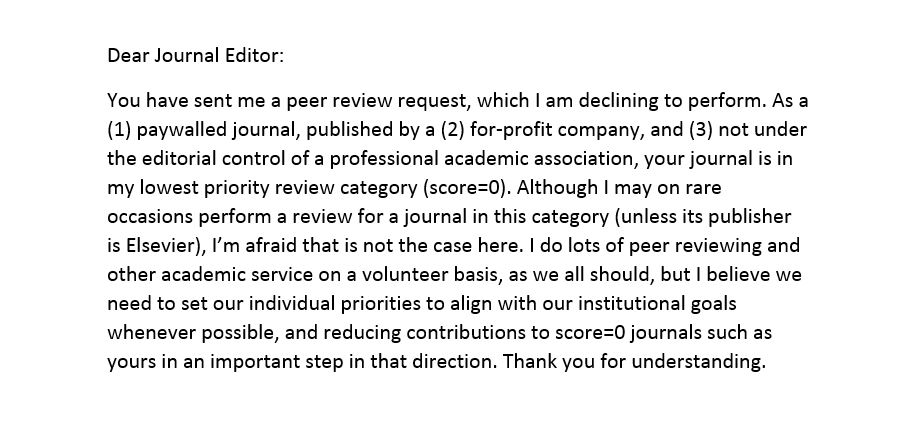 Dear Journal Editor:
You have sent me a peer review request, which I am declining to perform. As a
(1) paywalled journal, published by a (2) for-profit company, and (3) not under
the editorial control of a professional academic association, your journal is in
my lowest priority review category (score=0). Although I may on rare
occasions perform a review for a journal in this category (unless its publisher
is Elsevier), I’m afraid that is not the case here. I do lots of peer reviewing and
other academic service on a volunteer basis, as we all should, but I believe we
need to set our individual priorities to align with our institutional goals
whenever possible, and reducing contributions to score=0 journals such as
yours in an important step in that direction. Thank you for understanding.